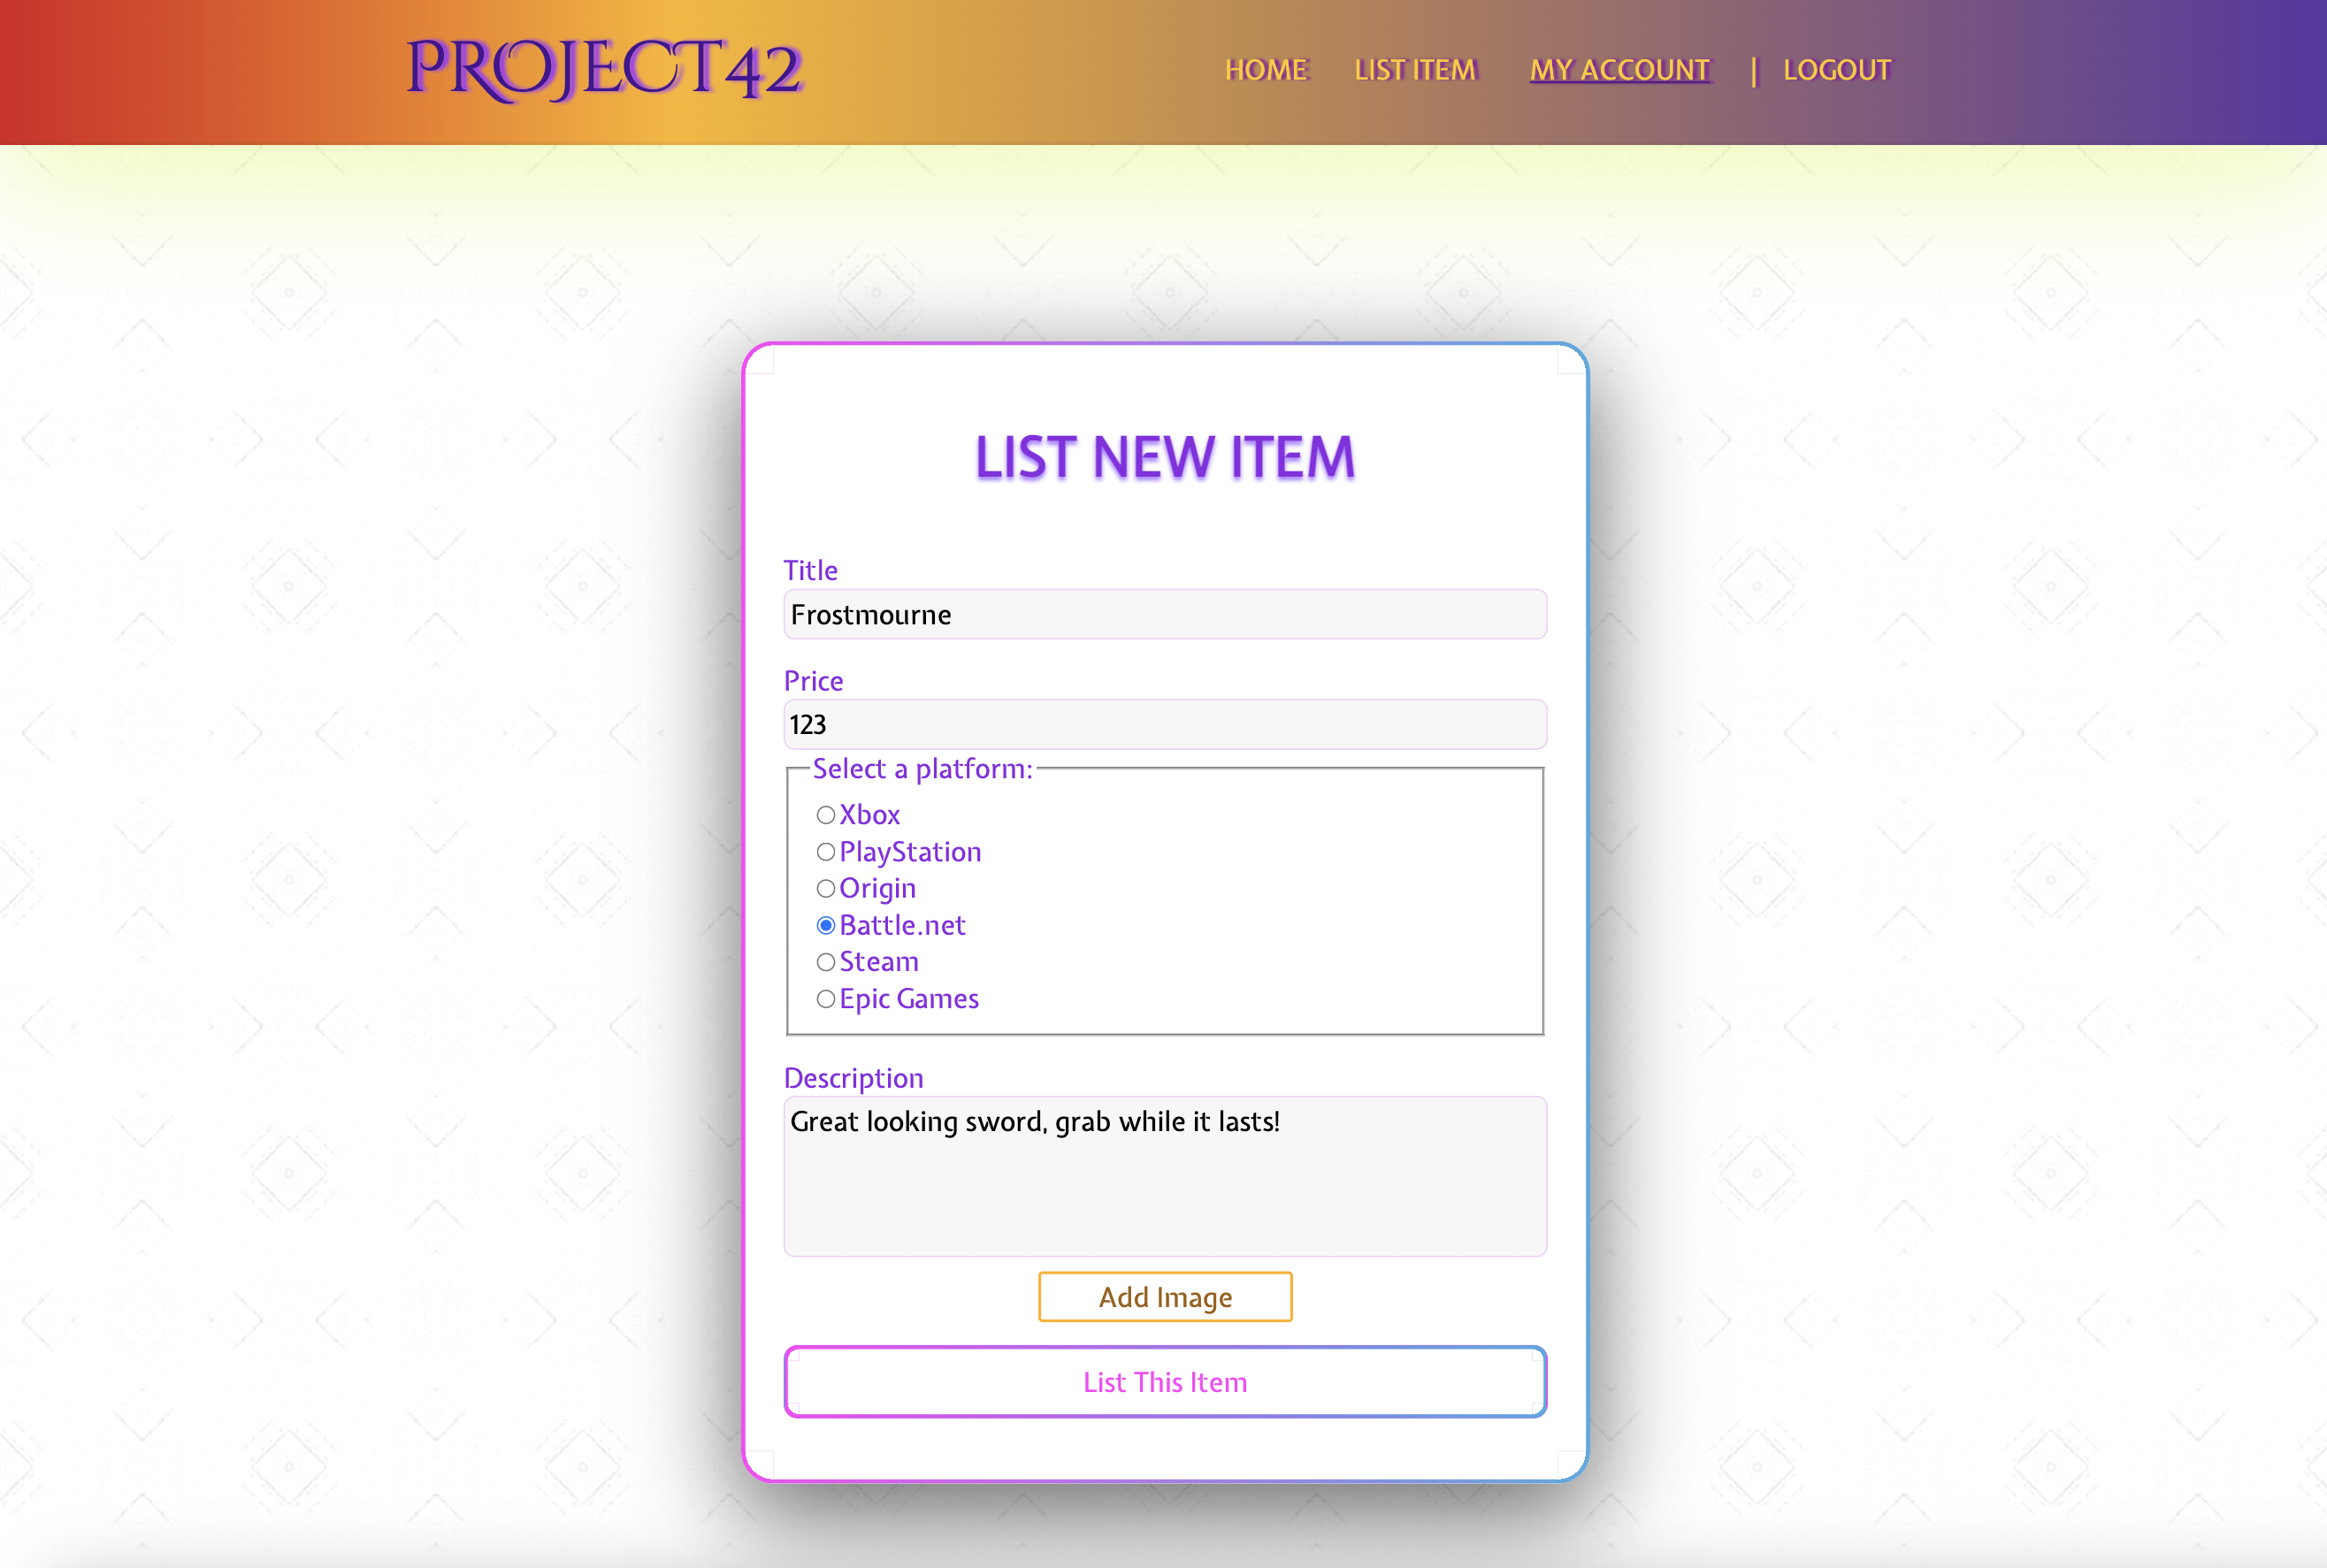 PROJECT42
HOME LIST ITEM MY ACCOUNT | LOGOUT
LIST NEW ITEM
Title
Frostmourne
Price
123
Select a platform:
Xbox
PlayStation
Origin
Battle.net
Steam
Epic Games
Description
Great looking sword, grab while it lasts!
Add Image
List This Item